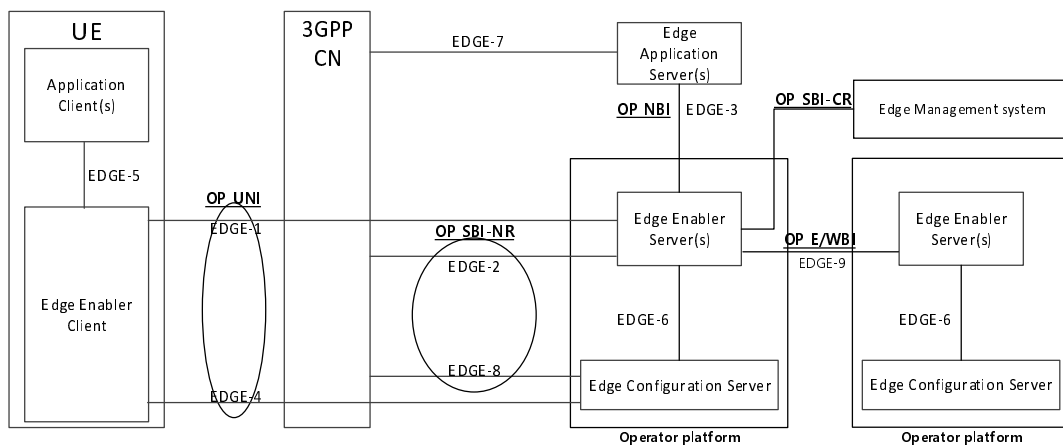 UE
Application
Client(s)
EDGE-5
Edge Enabler
Client
OP UNI
EDGE-1
EDGE-4
3GPP
CN
EDGE-7
OP SBI-NR
EDGE-2
EDGE-8
Edge
Application
Server(s)
OP NBI
EDGE-3
OP SBI-CR
Edge Management system
Edge Enabler
Server(s)
EDGE-6
Edge Configuration Server
Operator platform
OP E/WBI
EDGE-9
Edge Enabler
Server(s)
EDGE-6
Edge Configuration Server
Operator platform